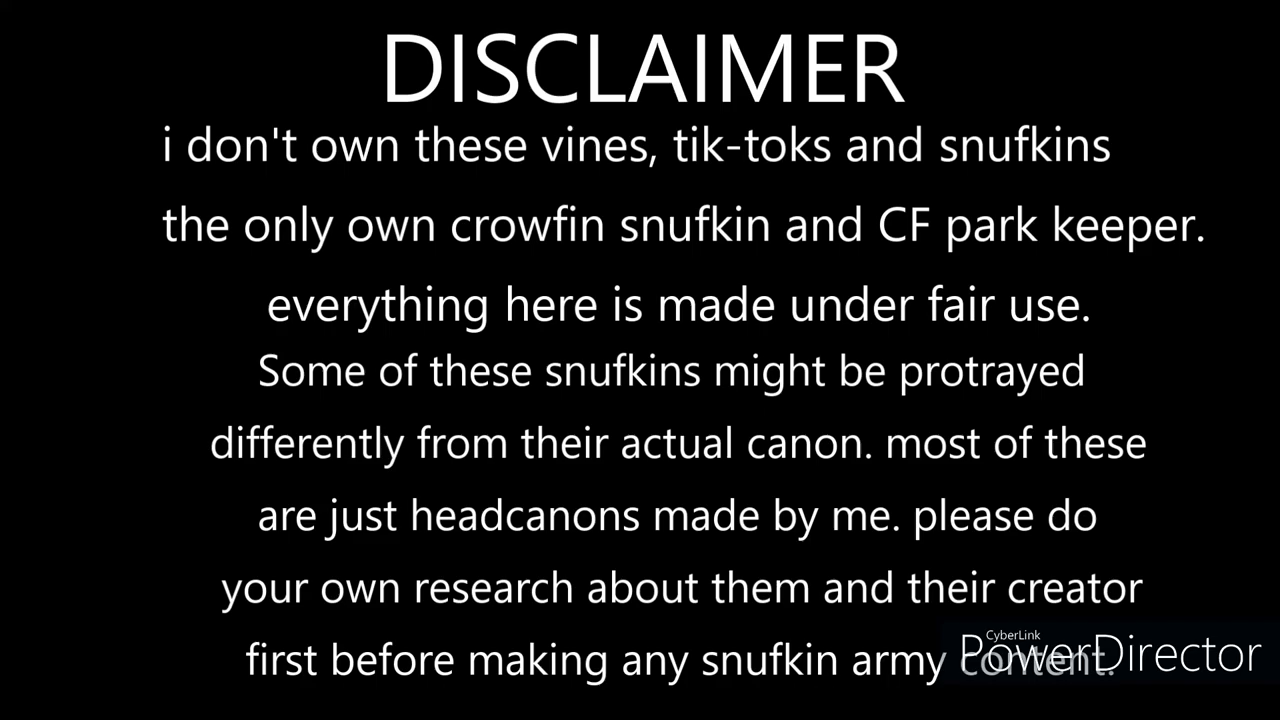 DISCLAIMER
i don't own these vines, tik-toks and snufkins
the only own crowfin snufkin and CF park keeper.
everything here is made under fair use.
Some of these snufkins might be protrayed
differently from their actual canon. most of these
are just headcanons made by me. please do
your own research about them and their creator
first before making any snufkin army content.
CyberLink
PowerDirector